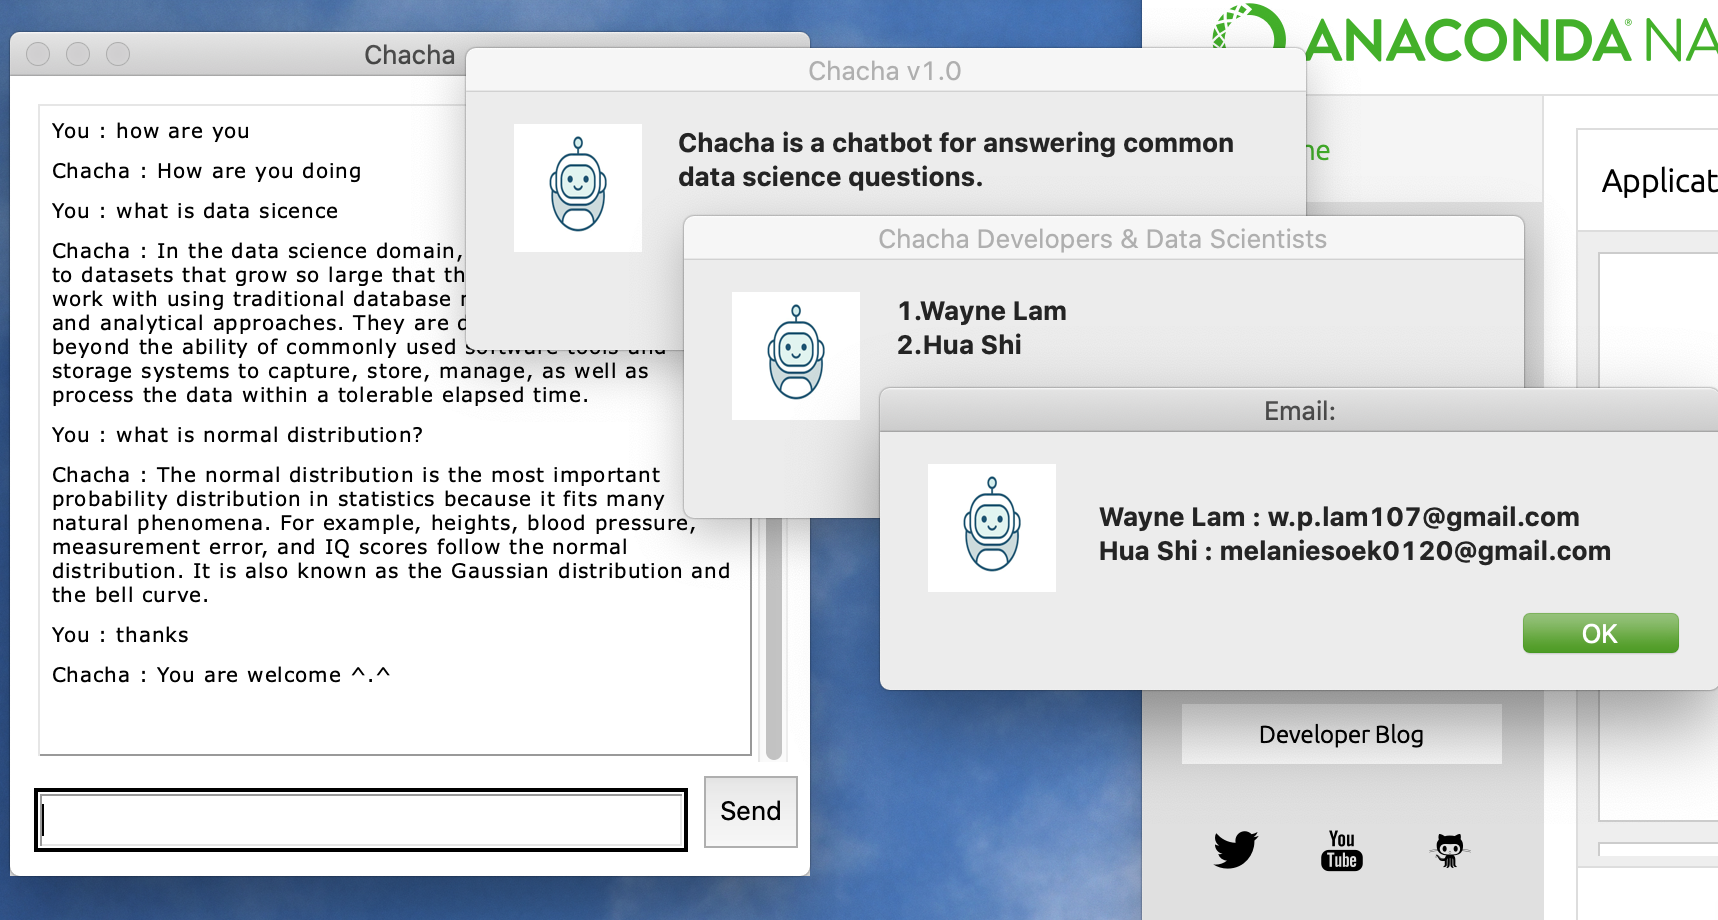 Chacha
You : how are you
Chacha : How are you doing
You : what is data sicence
Chacha : In the data science domain,
to datasets that grow so large that
work with using traditional database
and analytical approaches. They are
beyond the ability of commonly used software tools and
storage systems to capture, store, manage, as well as
process the data within a tolerable elapsed time.
You : what is normal distribution?
Chacha : The normal distribution is the most important
probability distribution in statistics because it fits many
natural phenomena. For example, heights, blood pressure,
measurement error, and IQ scores follow the normal
distribution. It is also known as the Gaussian distribution and
the bell curve.
You : thanks
Chacha : You are welcome ^.^
Send
Chacha v1.0
Chacha is a chatbot for answering common
data science questions.
Chacha Developers & Data Scientists
1.Wayne Lam
2.Hua Shi
Email:
Wayne Lam : w.p.lam107@gmail.com
Hua Shi : melaniesoek0120@gmail.com
OK
ANACONDA® NA
Applicat
Developer Blog
You
Tube